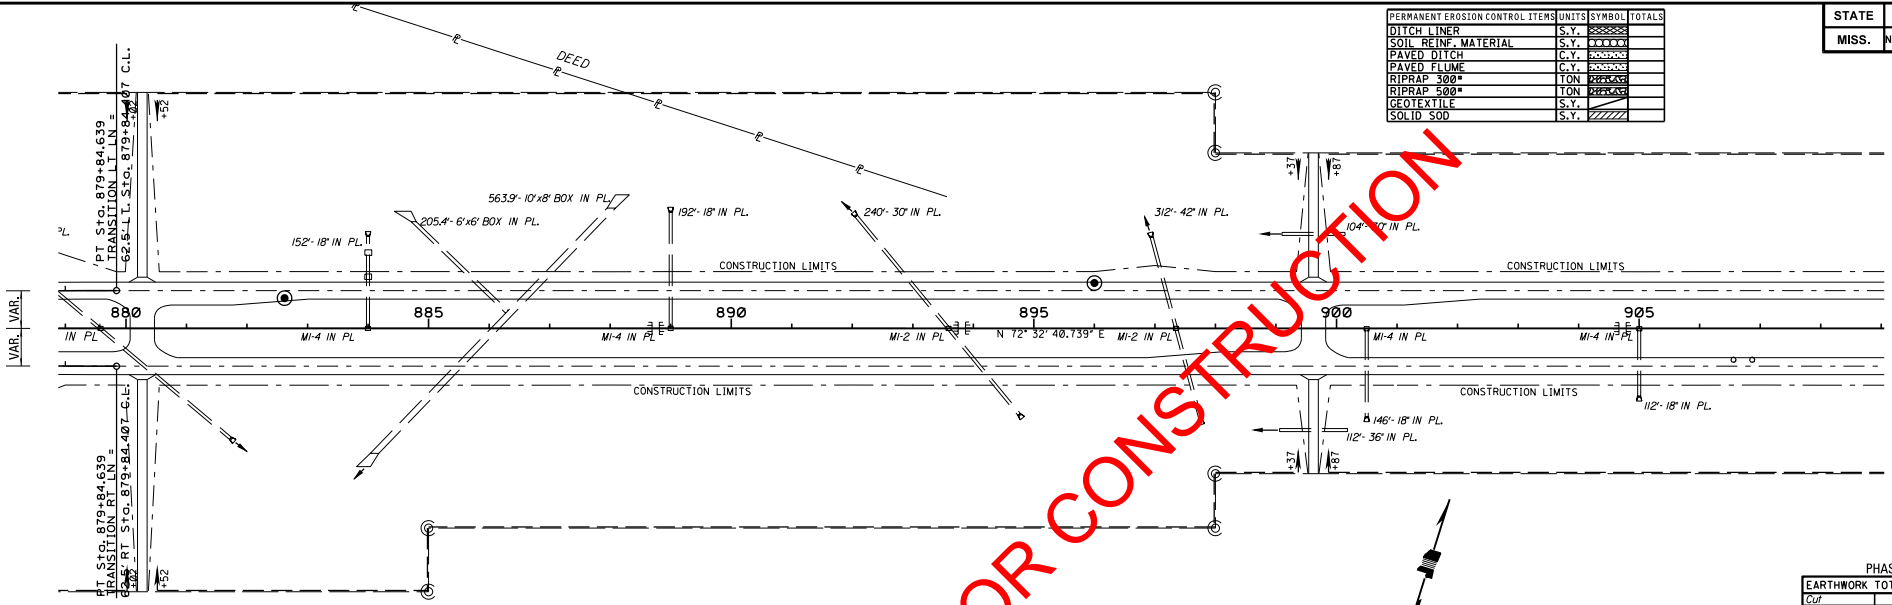 PERMANENT EROSION CONTROL ITEMS UNITS SYMBOL TOTALS
DITCH LINER S.Y.
SOIL REINF. MATERIAL S.Y.
PAVED DITCH C.Y.
PAVED FLUME C.Y.
RIPRAP 300# TON
RIPRAP 500# TON
GEOTEXTILE S.Y.
SOLID SOD S.Y.
STATE
MISS.
DEED
PT Sta. 879+84.639
TRANSITION LT LN =
62.5' LT. Sta. 879+84.407 C.L.
+02
+52
563.9'- 10'x8' BOX IN PL.
205.4'- 6'x6' BOX IN PL.
192'- 18" IN PL.
240'- 30" IN PL.
312'- 42" IN PL.
152'- 18" IN PL.
+37
+87
PL.
CONSTRUCTION LIMITS
CONSTRUCTION LIMITS
VAR. VAR.
880 885 890 895 900 905
IN PL
MI-4 IN PL
MI-4 IN PL
MI-2 IN PL
N 72° 32' 40.739" E
MI-2 IN PL
MI-4 IN PL
MI-4 IN PL
CONSTRUCTION LIMITS
CONSTRUCTION LIMITS
112'- 18" IN PL.
146'- 18" IN PL.
112'- 36" IN PL.
+37
+87
PT Sta. 879+84.639
TRANSITION RT LN =
62.5' RT Sta. 879+84.407 C.L.
+02
+52
OR CONSTRUCTION
PHAS
EARTHWORK TOT
Cut